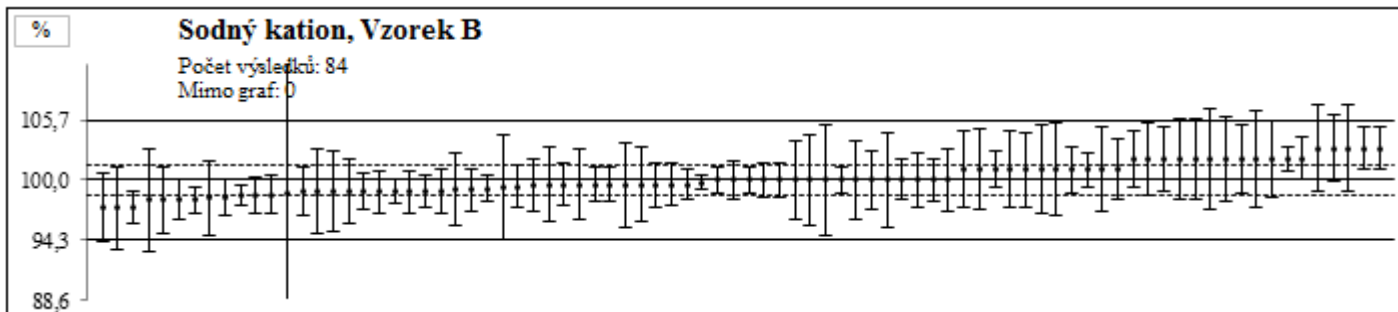 %
Sodný kation, Vzorek B
Počet výsledků: 84
Mimo graf: 0
105,7
100,0
94,3
88,6